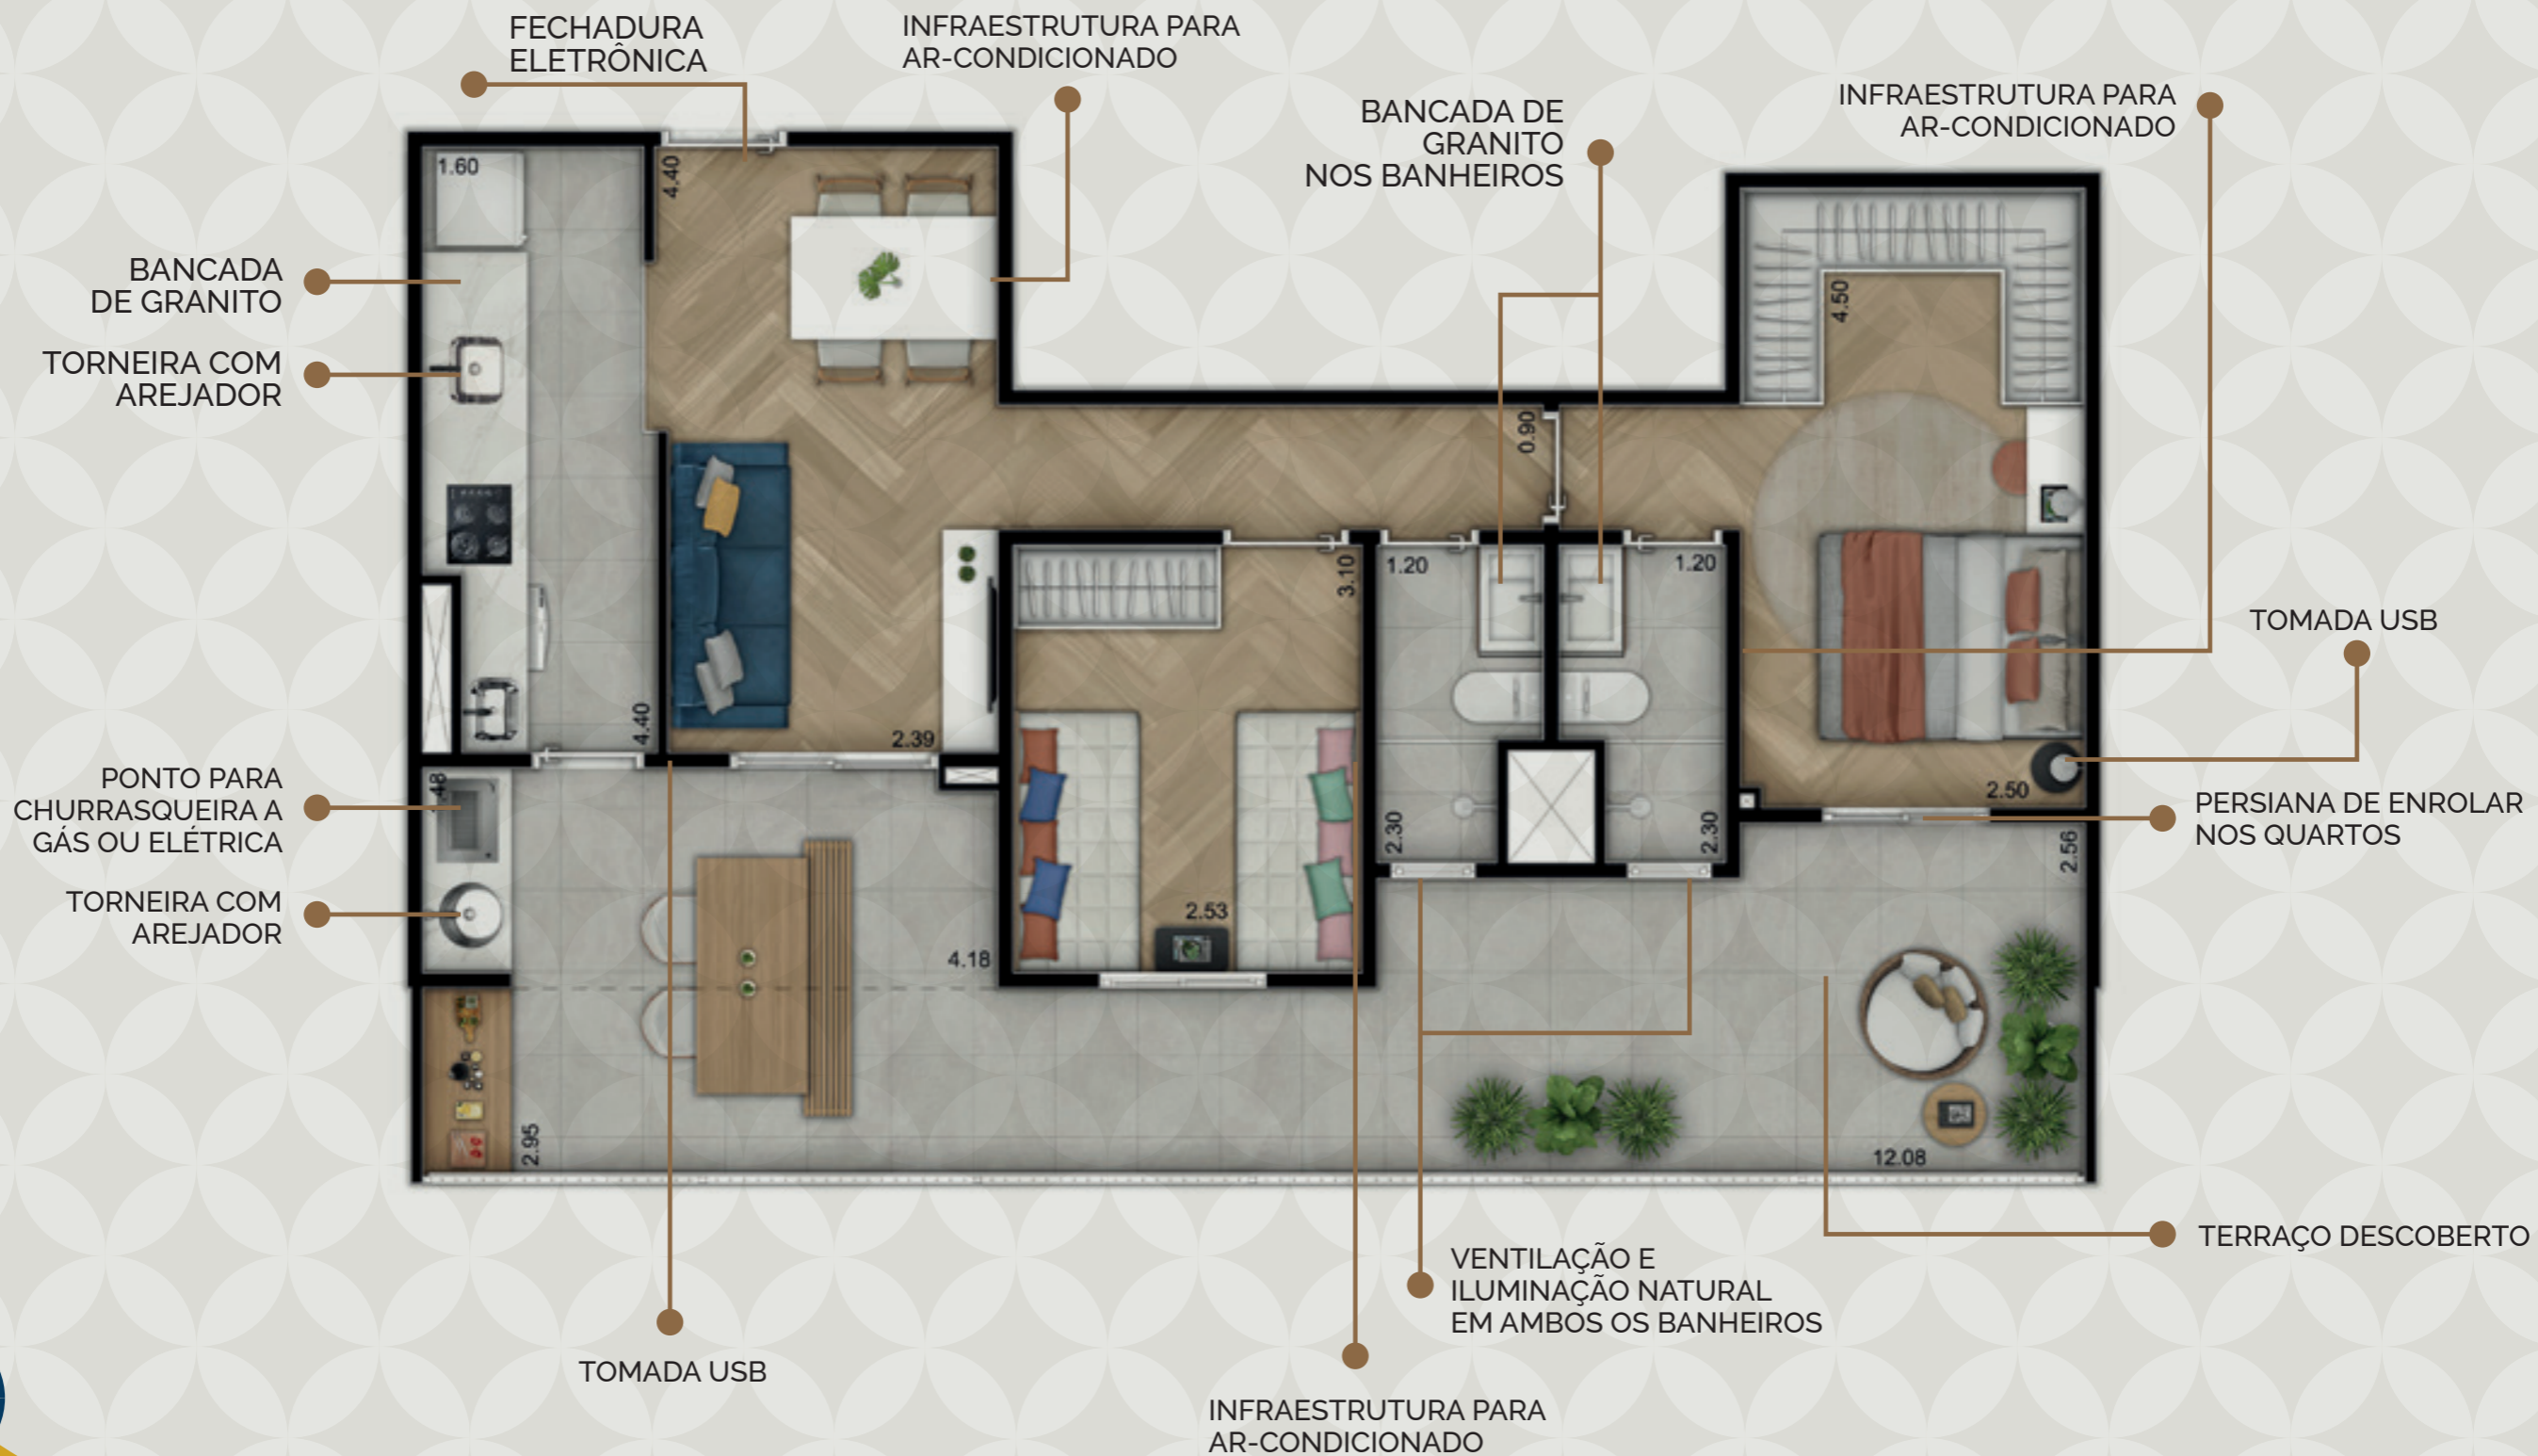 FECHADURA
ELETRÔNICA
INFRAESTRUTURA PARA
AR-CONDICIONADO
BANCADA DE
GRANITO
NOS BANHEIROS
INFRAESTRUTURA PARA
AR-CONDICIONADO
1.60
4.40
BANCADA
DE GRANITO
4.50
TORNEIRA COM
AREJADOR
0.90
3.10
1.20
1.20
TOMADA USB
4.40
2.39
PONTO PARA
CHURRASQUEIRA A
GÁS OU ELÉTRICA
2.50
PERSIANA DE ENROLAR
NOS QUARTOS
2.30
2.30
2.56
TORNEIRA COM
AREJADOR
2.53
4.18
2.95
12.08
TERRAÇO DESCOBERTO
VENTILAÇÃO E
ILUMINAÇÃO NATURAL
EM AMBOS OS BANHEIROS
TOMADA USB
INFRAESTRUTURA PARA
AR-CONDICIONADO